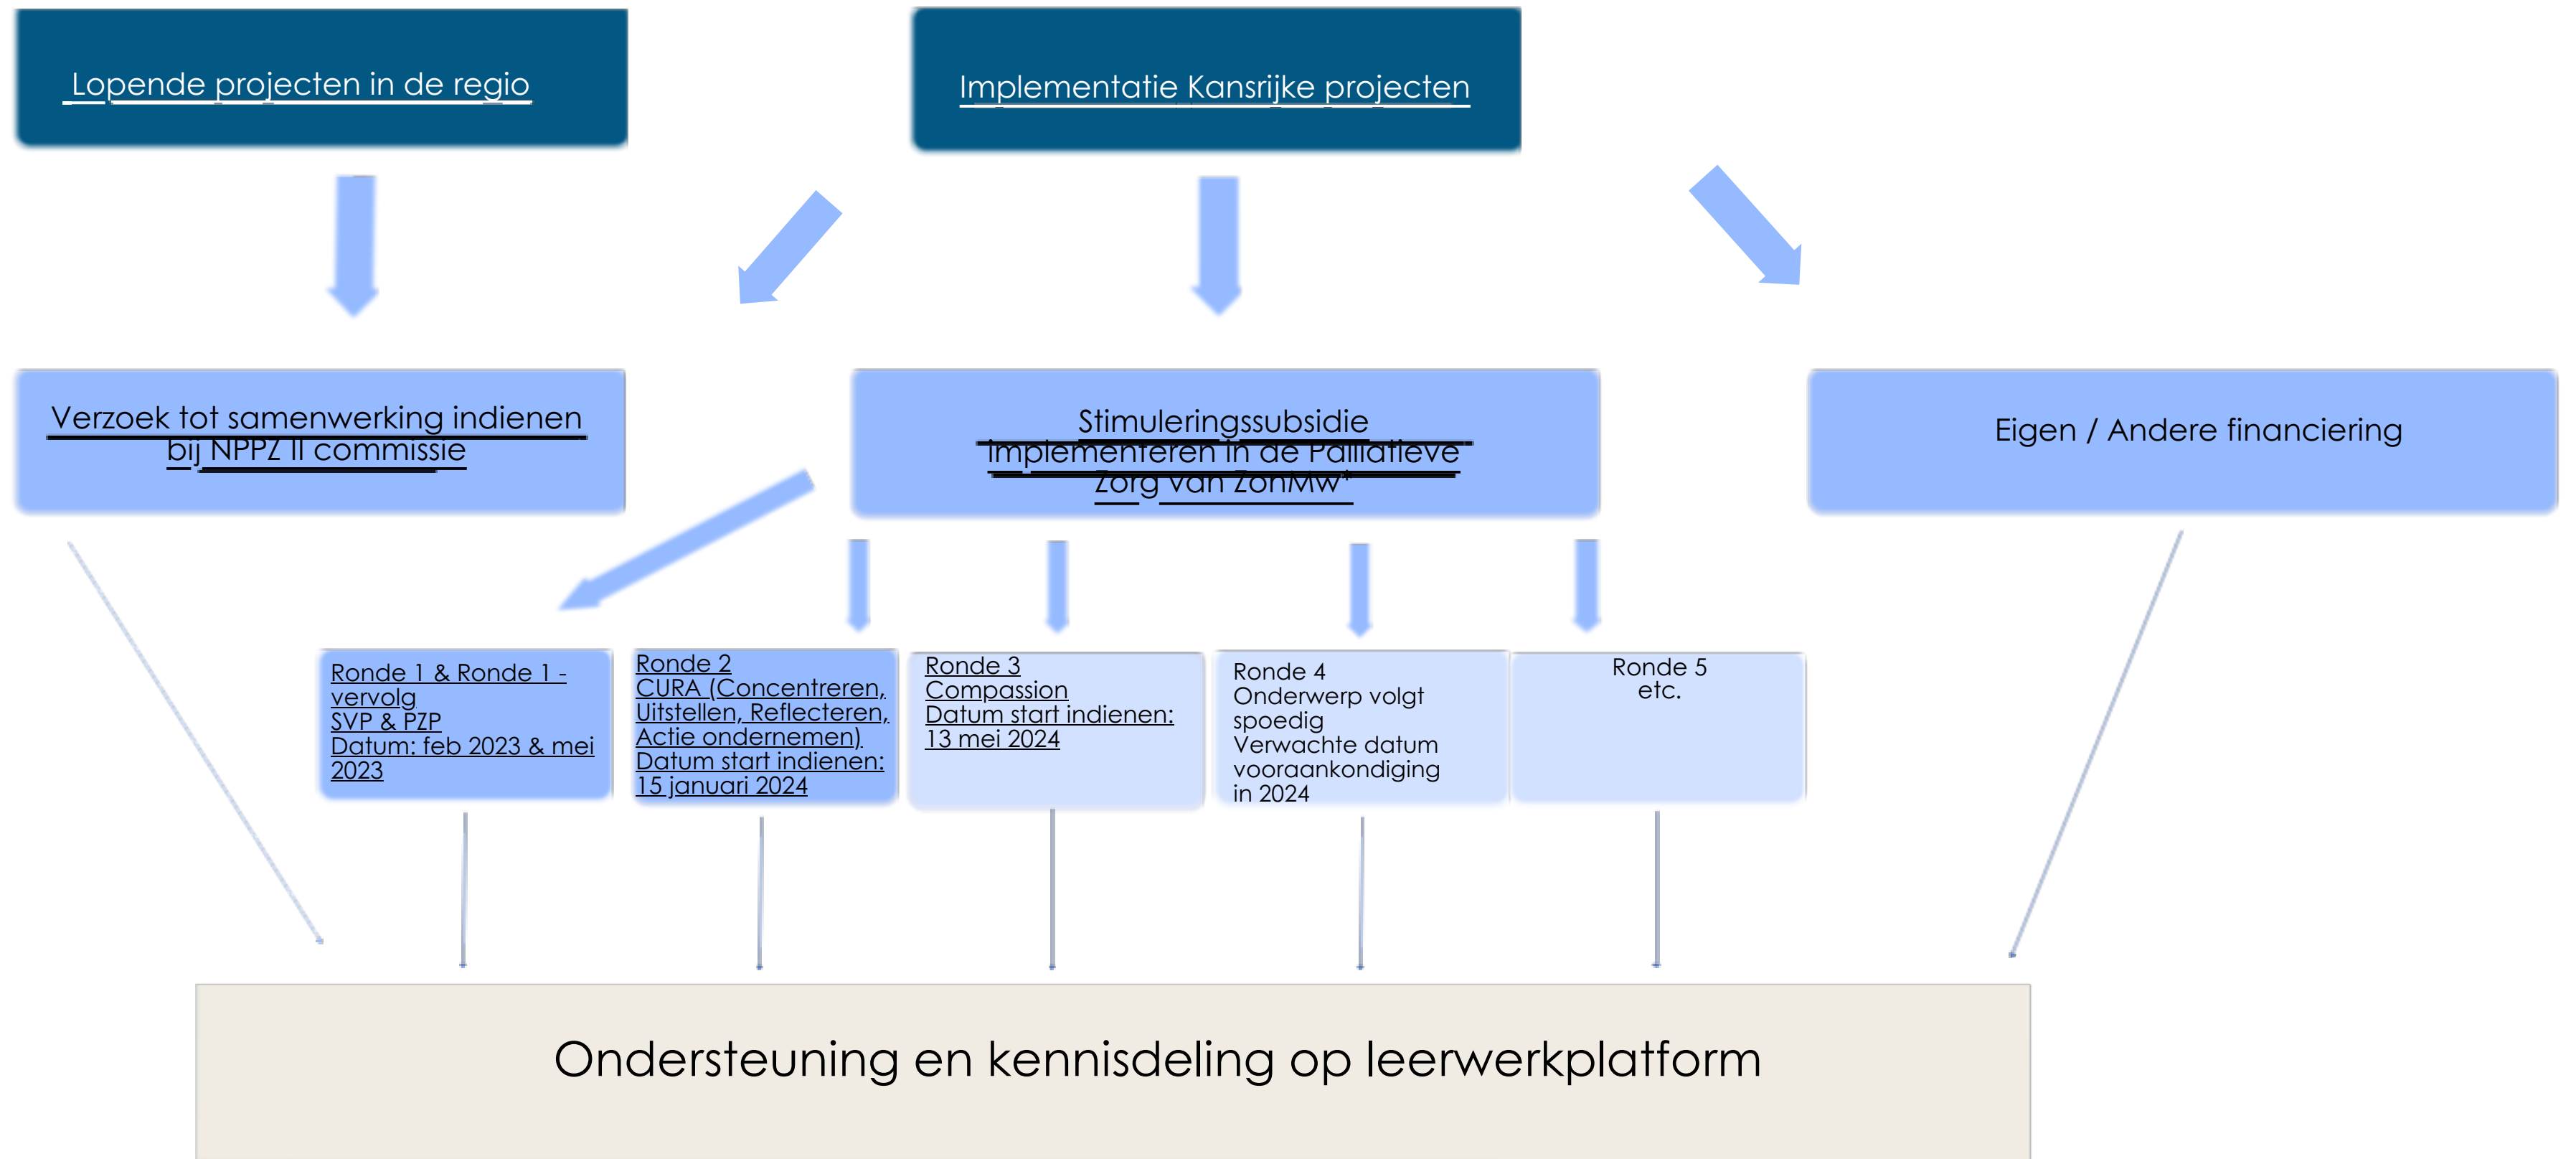 Lopende projecten in de regio
Implementatie Kansrijke projecten
Verzoek tot samenwerking indienen
bij NPPZ II commissie
Stimuleringssubsidie
Implementeren in de Palliatieve
Zorg van ZonMw*
Eigen / Andere financiering
Ronde 1 & Ronde 1 -
vervolg
SVP & PZP
Datum: feb 2023 & mei
2023
Ronde 2
CURA (Concentreren,
Uitstellen, Reflecteren,
Actie ondernemen)
Datum start indienen:
15 januari 2024
Ronde 3
Compassion
Datum start indienen:
13 mei 2024
Ronde 4
Onderwerp volgt
spoedig
Verwachte datum
vooraankondiging
in 2024
Ronde 5
etc.
Ondersteuning en kennisdeling op leerwerkplatform